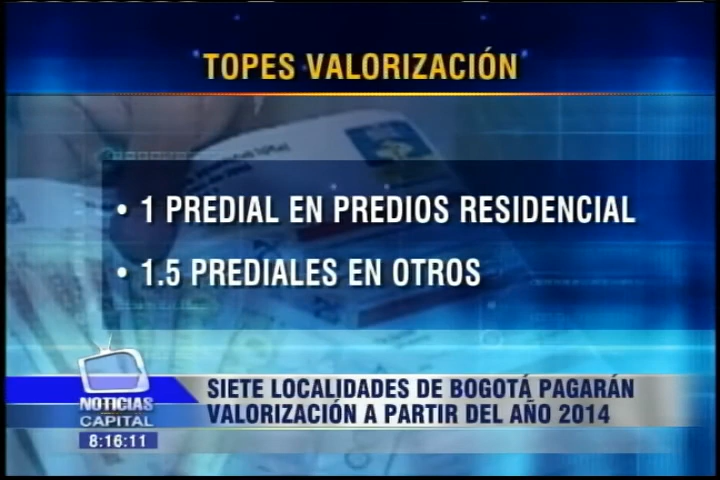 TOPES VALORIZACIÓN
• 1 PREDIAL EN PREDIOS RESIDENCIAL
• 1.5 PREDIALES EN OTROS
SIETE LOCALIDADES DE BOGOTÁ PAGARÁN
VALORIZACIÓN A PARTIR DEL AÑO 2014
NOTICIAS
CAPITAL
8:16:11